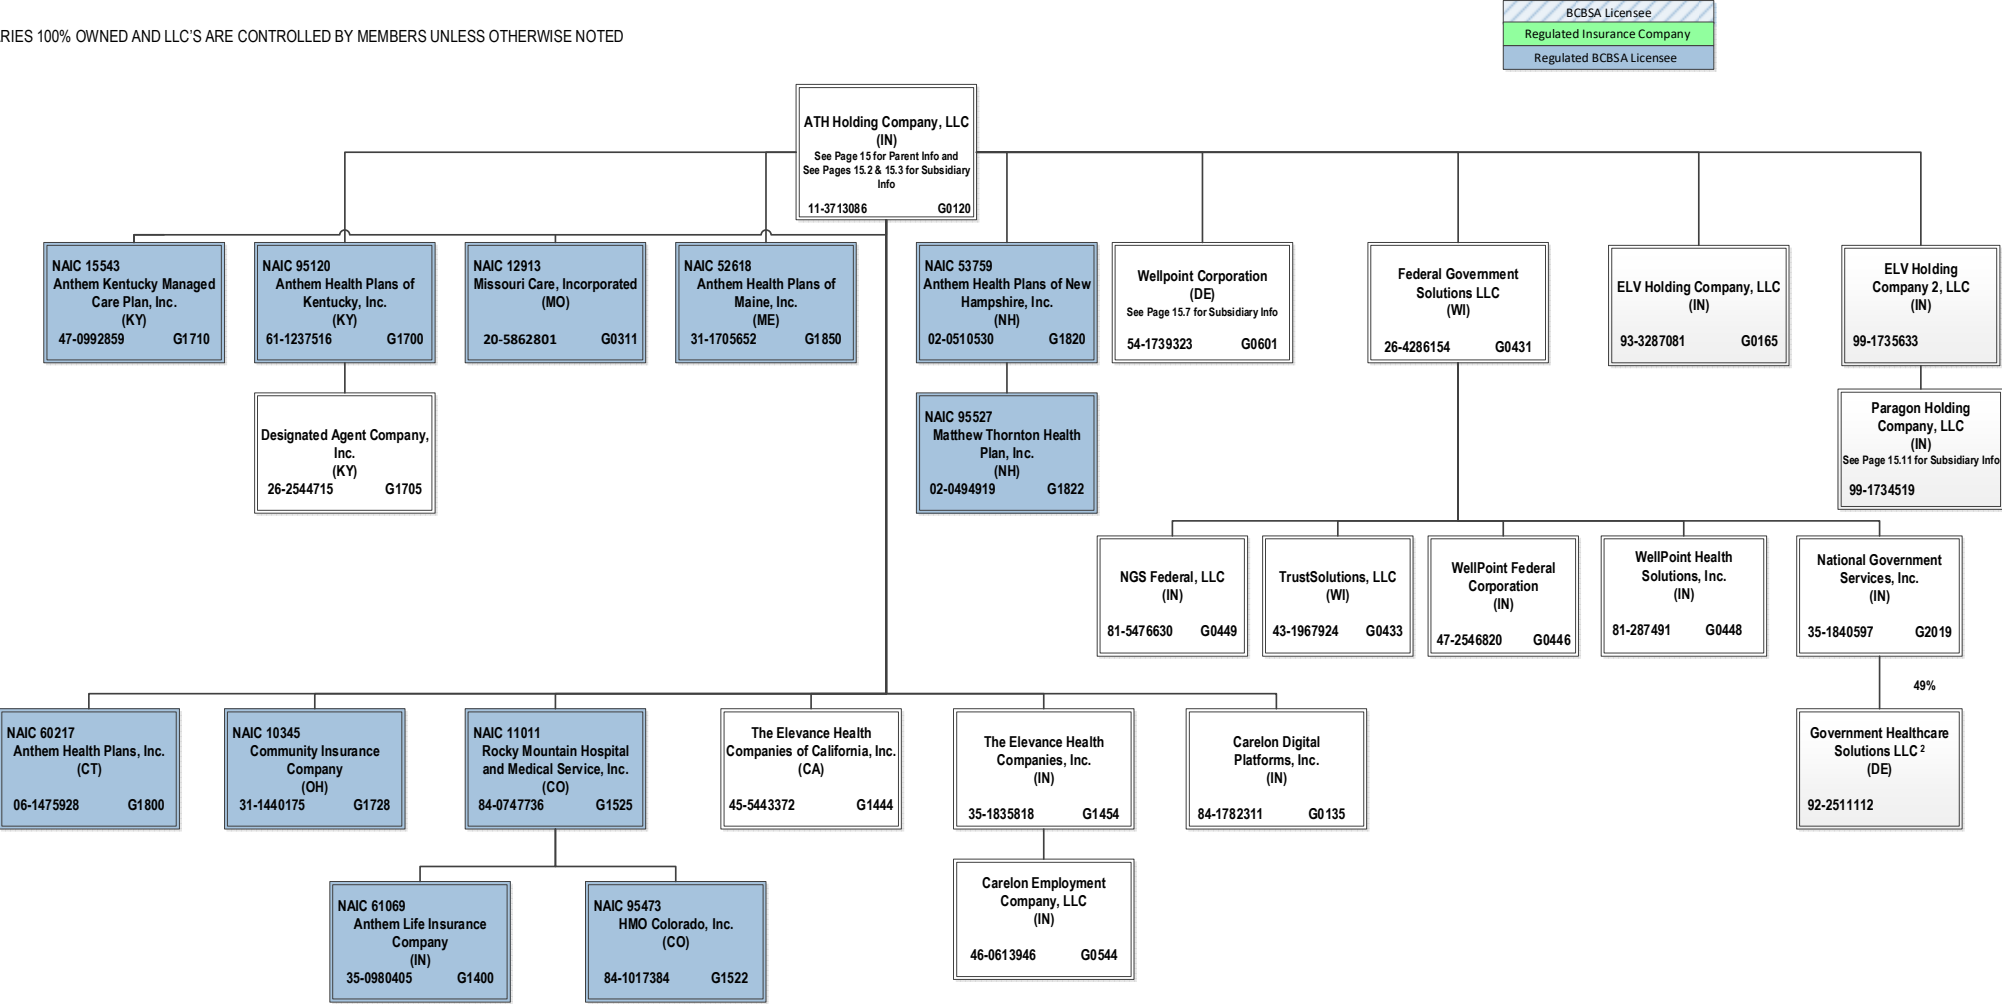 BCBSA Licensee
Regulated Insurance Company
Regulated BCBSA Licensee
RIES 100% OWNED AND LLC'S ARE CONTROLLED BY MEMBERS UNLESS OTHERWISE NOTED
ATH Holding Company, LLC
(IN)
See Page 15 for Parent Info and
See Pages 15.2 & 15.3 for Subsidiary
Info
11-3713086 G0120
NAIC 15543
Anthem Kentucky Managed
Care Plan, Inc.
(KY)
47-0992859 G1710
NAIC 95120
Anthem Health Plans of
Kentucky, Inc.
(KY)
61-1237516 G1700
NAIC 12913
Missouri Care, Incorporated
(MO)
20-5862801 G0311
NAIC 52618
Anthem Health Plans of
Maine, Inc.
(ME)
31-1705652 G1850
NAIC 53759
Anthem Health Plans of New
Hampshire, Inc.
(NH)
02-0510530 G1820
Wellpoint Corporation
(DE)
See Page 15.7 for Subsidiary Info
54-1739323 G0601
Federal Government
Solutions LLC
(WI)
26-4286154 G0431
ELV Holding Company, LLC
(IN)
93-3287081 G0165
ELV Holding
Company 2, LLC
(IN)
99-1735633
Designated Agent Company,
Inc.
(KY)
26-2544715 G1705
NAIC 95527
Matthew Thornton Health
Plan, Inc.
(NH)
02-0494919 G1822
Paragon Holding
Company, LLC
(IN)
See Page 15.11 for Subsidiary Info
99-1734519
NGS Federal, LLC
(IN)
81-5476630 G0449
TrustSolutions, LLC
(WI)
43-1967924 G0433
WellPoint Federal
Corporation
(IN)
47-2546820 G0446
WellPoint Health
Solutions, Inc.
(IN)
81-287491 G0448
National Government
Services, Inc.
(IN)
35-1840597 G2019
49%
NAIC 60217
Anthem Health Plans, Inc.
(CT)
06-1475928 G1800
NAIC 10345
Community Insurance
Company
(OH)
31-1440175 G1728
NAIC 11011
Rocky Mountain Hospital
and Medical Service, Inc.
(CO)
84-0747736 G1525
The Elevance Health
Companies of California, Inc.
(CA)
45-5443372 G1444
The Elevance Health
Companies, Inc.
(IN)
35-1835818 G1454
Carelon Digital
Platforms, Inc.
(IN)
84-1782311 G0135
Government Healthcare
Solutions LLC 2
(DE)
92-2511112
NAIC 61069
Anthem Life Insurance
Company
(IN)
35-0980405 G1400
NAIC 95473
HMO Colorado, Inc.
(CO)
84-1017384 G1522
Carelon Employment
Company, LLC
(IN)
46-0613946 G0544